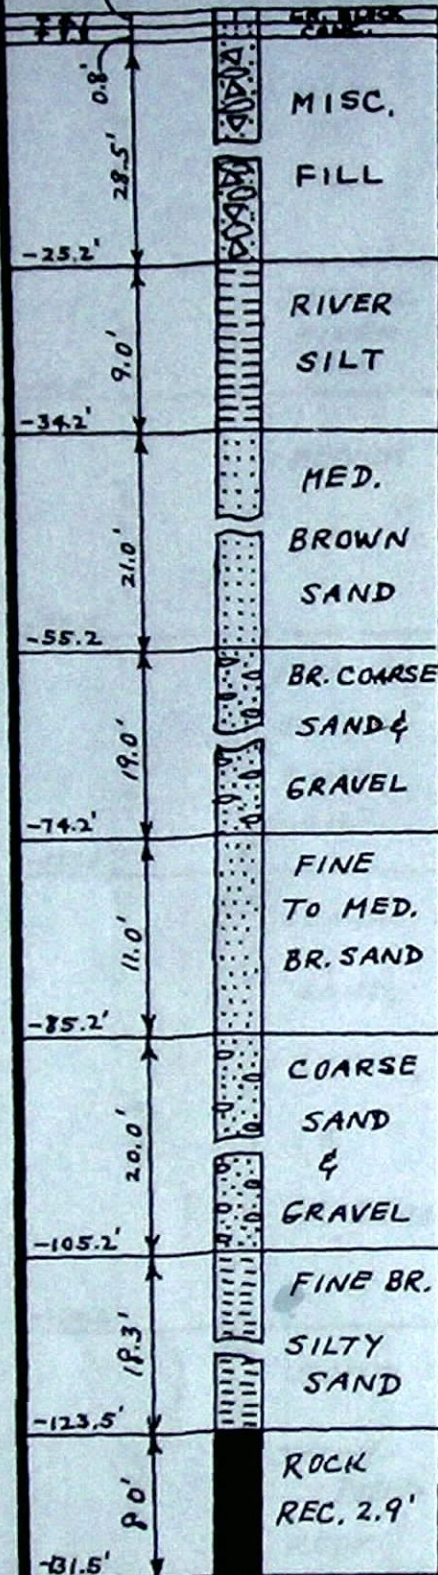 GR. BLOCK
CONC.
0.8'
MISC.
FILL
28.5'
-25.2'
RIVER
SILT
9.0'
-34.2'
MED.
BROWN
SAND
21.0'
-55.2
BR. COARSE
SAND &
GRAVEL
19.0'
-74.2'
FINE
TO MED.
BR. SAND
11.0'
-85.2'
COARSE
SAND
&
GRAVEL
20.0'
-105.2'
FINE BR.
SILTY
SAND
18.3'
-123.5'
ROCK
REC. 2.9'
8.0'
-131.5'